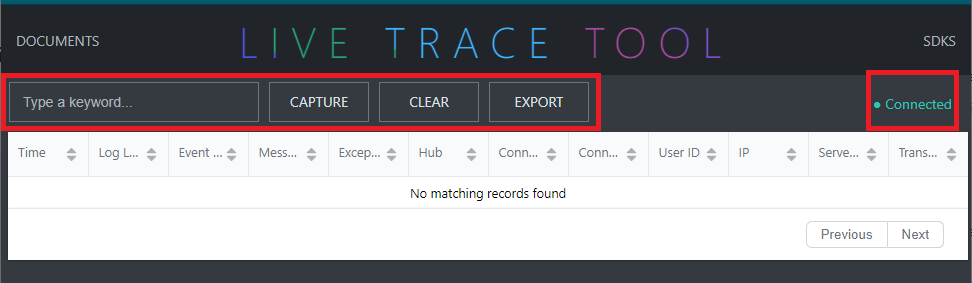 DOCUMENTS LIVE TRACE TOOL SDKS
Type a keyword... CAPTURE CLEAR EXPORT Connected
Time Log L... Event ... Mess... Excep... Hub Conn... Conn... User ID IP Serve... Trans...
No matching records found
Previous Next